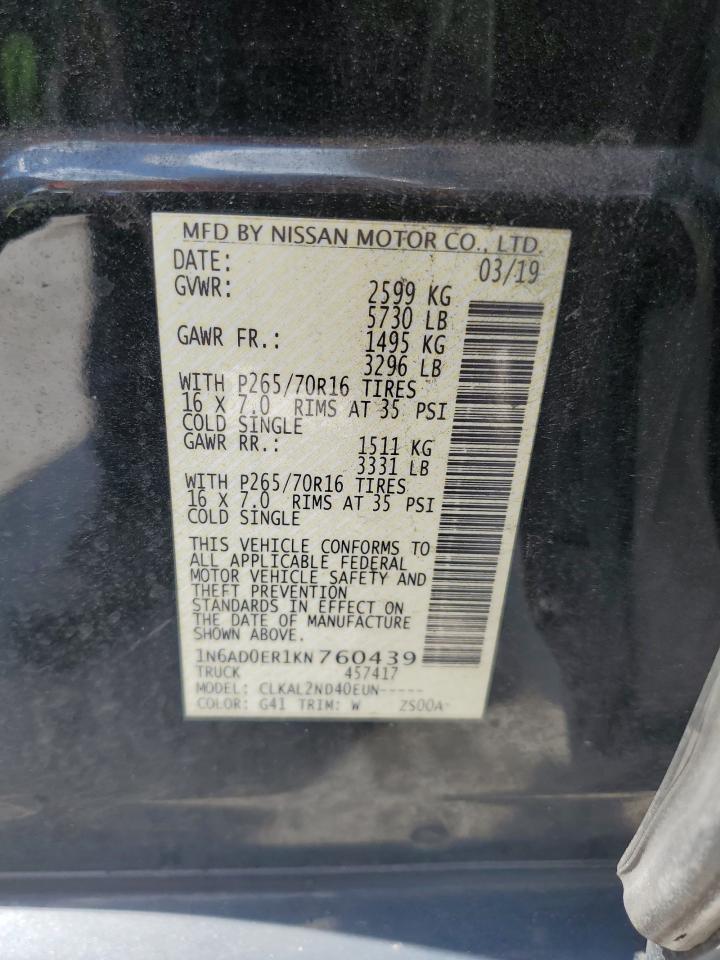 MFD BY NISSAN MOTOR CO., LTD.
DATE: 03/19
GVWR: 2599 KG
5730 LB
GAWR FR.: 1495 KG
3296 LB
WITH P265/70R16 TIRES
16 X 7.0 RIMS AT 35 PSI
COLD SINGLE
GAWR RR.: 1511 KG
3331 LB
WITH P265/70R16 TIRES
16 X 7.0 RIMS AT 35 PSI
COLD SINGLE
THIS VEHICLE CONFORMS TO
ALL APPLICABLE FEDERAL
MOTOR VEHICLE SAFETY AND
THEFT PREVENTION
STANDARDS IN EFFECT ON
THE DATE OF MANUFACTURE
SHOWN ABOVE.
1N6AD0ER1KN760439
TRUCK 457417
MODEL: CLKAL2ND40EUN-----
COLOR: G41 TRIM: W ZS00A-